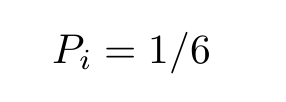 P_i = 1/6